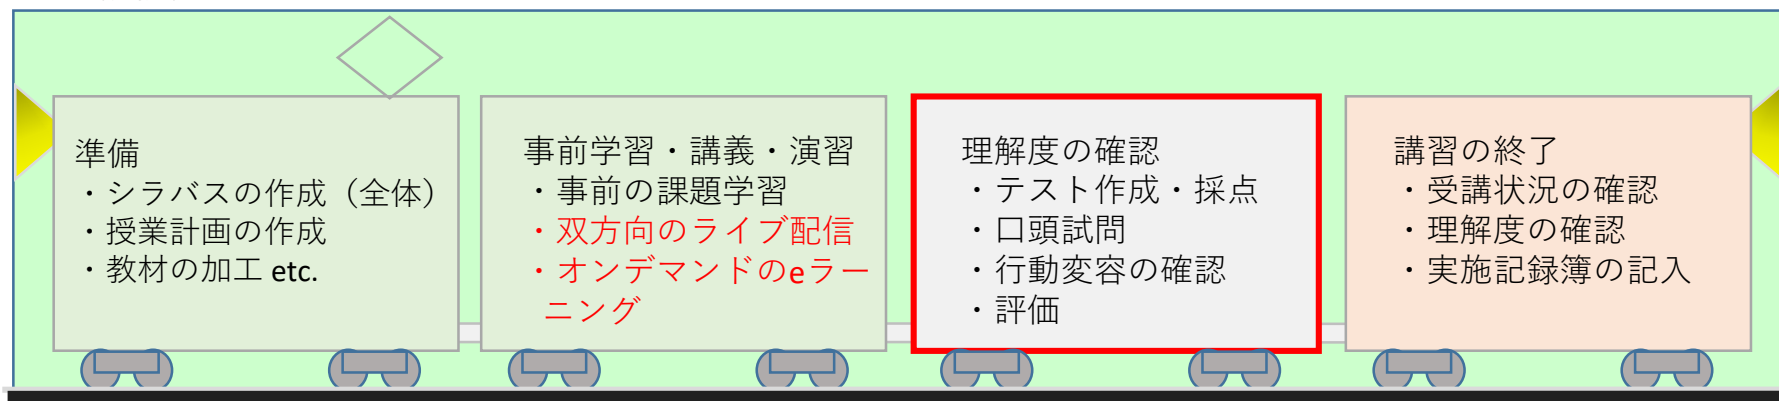 準備
・シラバスの作成（全体）
・授業計画の作成
・教材の加工 etc.
事前学習・講義・演習
・事前の課題学習
・双方向のライブ配信
・オンデマンドのeラー
ニング
理解度の確認
・テスト作成・採点
・口頭試問
・行動変容の確認
・評価
講習の終了
・受講状況の確認
・理解度の確認
・実施記録簿の記入